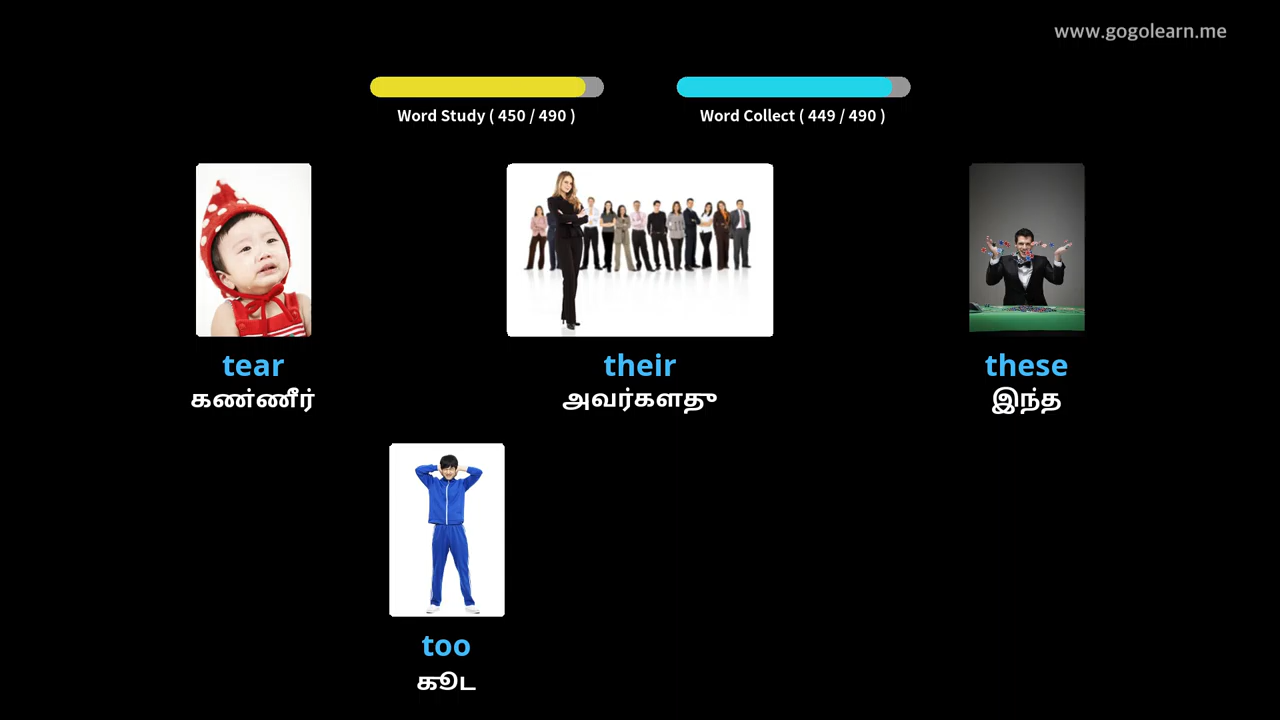 www.gogolearn.me
Word Study ( 450 / 490 )
Word Collect ( 449 / 490 )
tear
கண்ணீர்
their
அவர்களது
these
இந்த
too
கூட